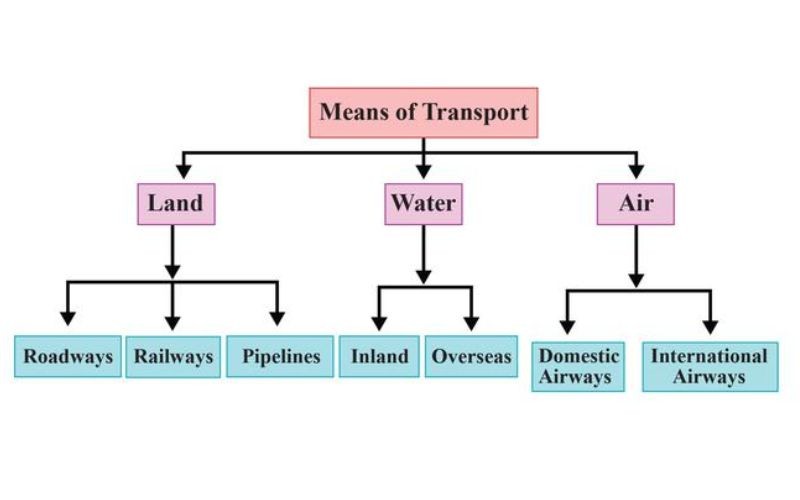 Means of Transport
Land
Water
Air
Roadways
Railways
Pipelines
Inland
Overseas
Domestic
Airways
International
Airways